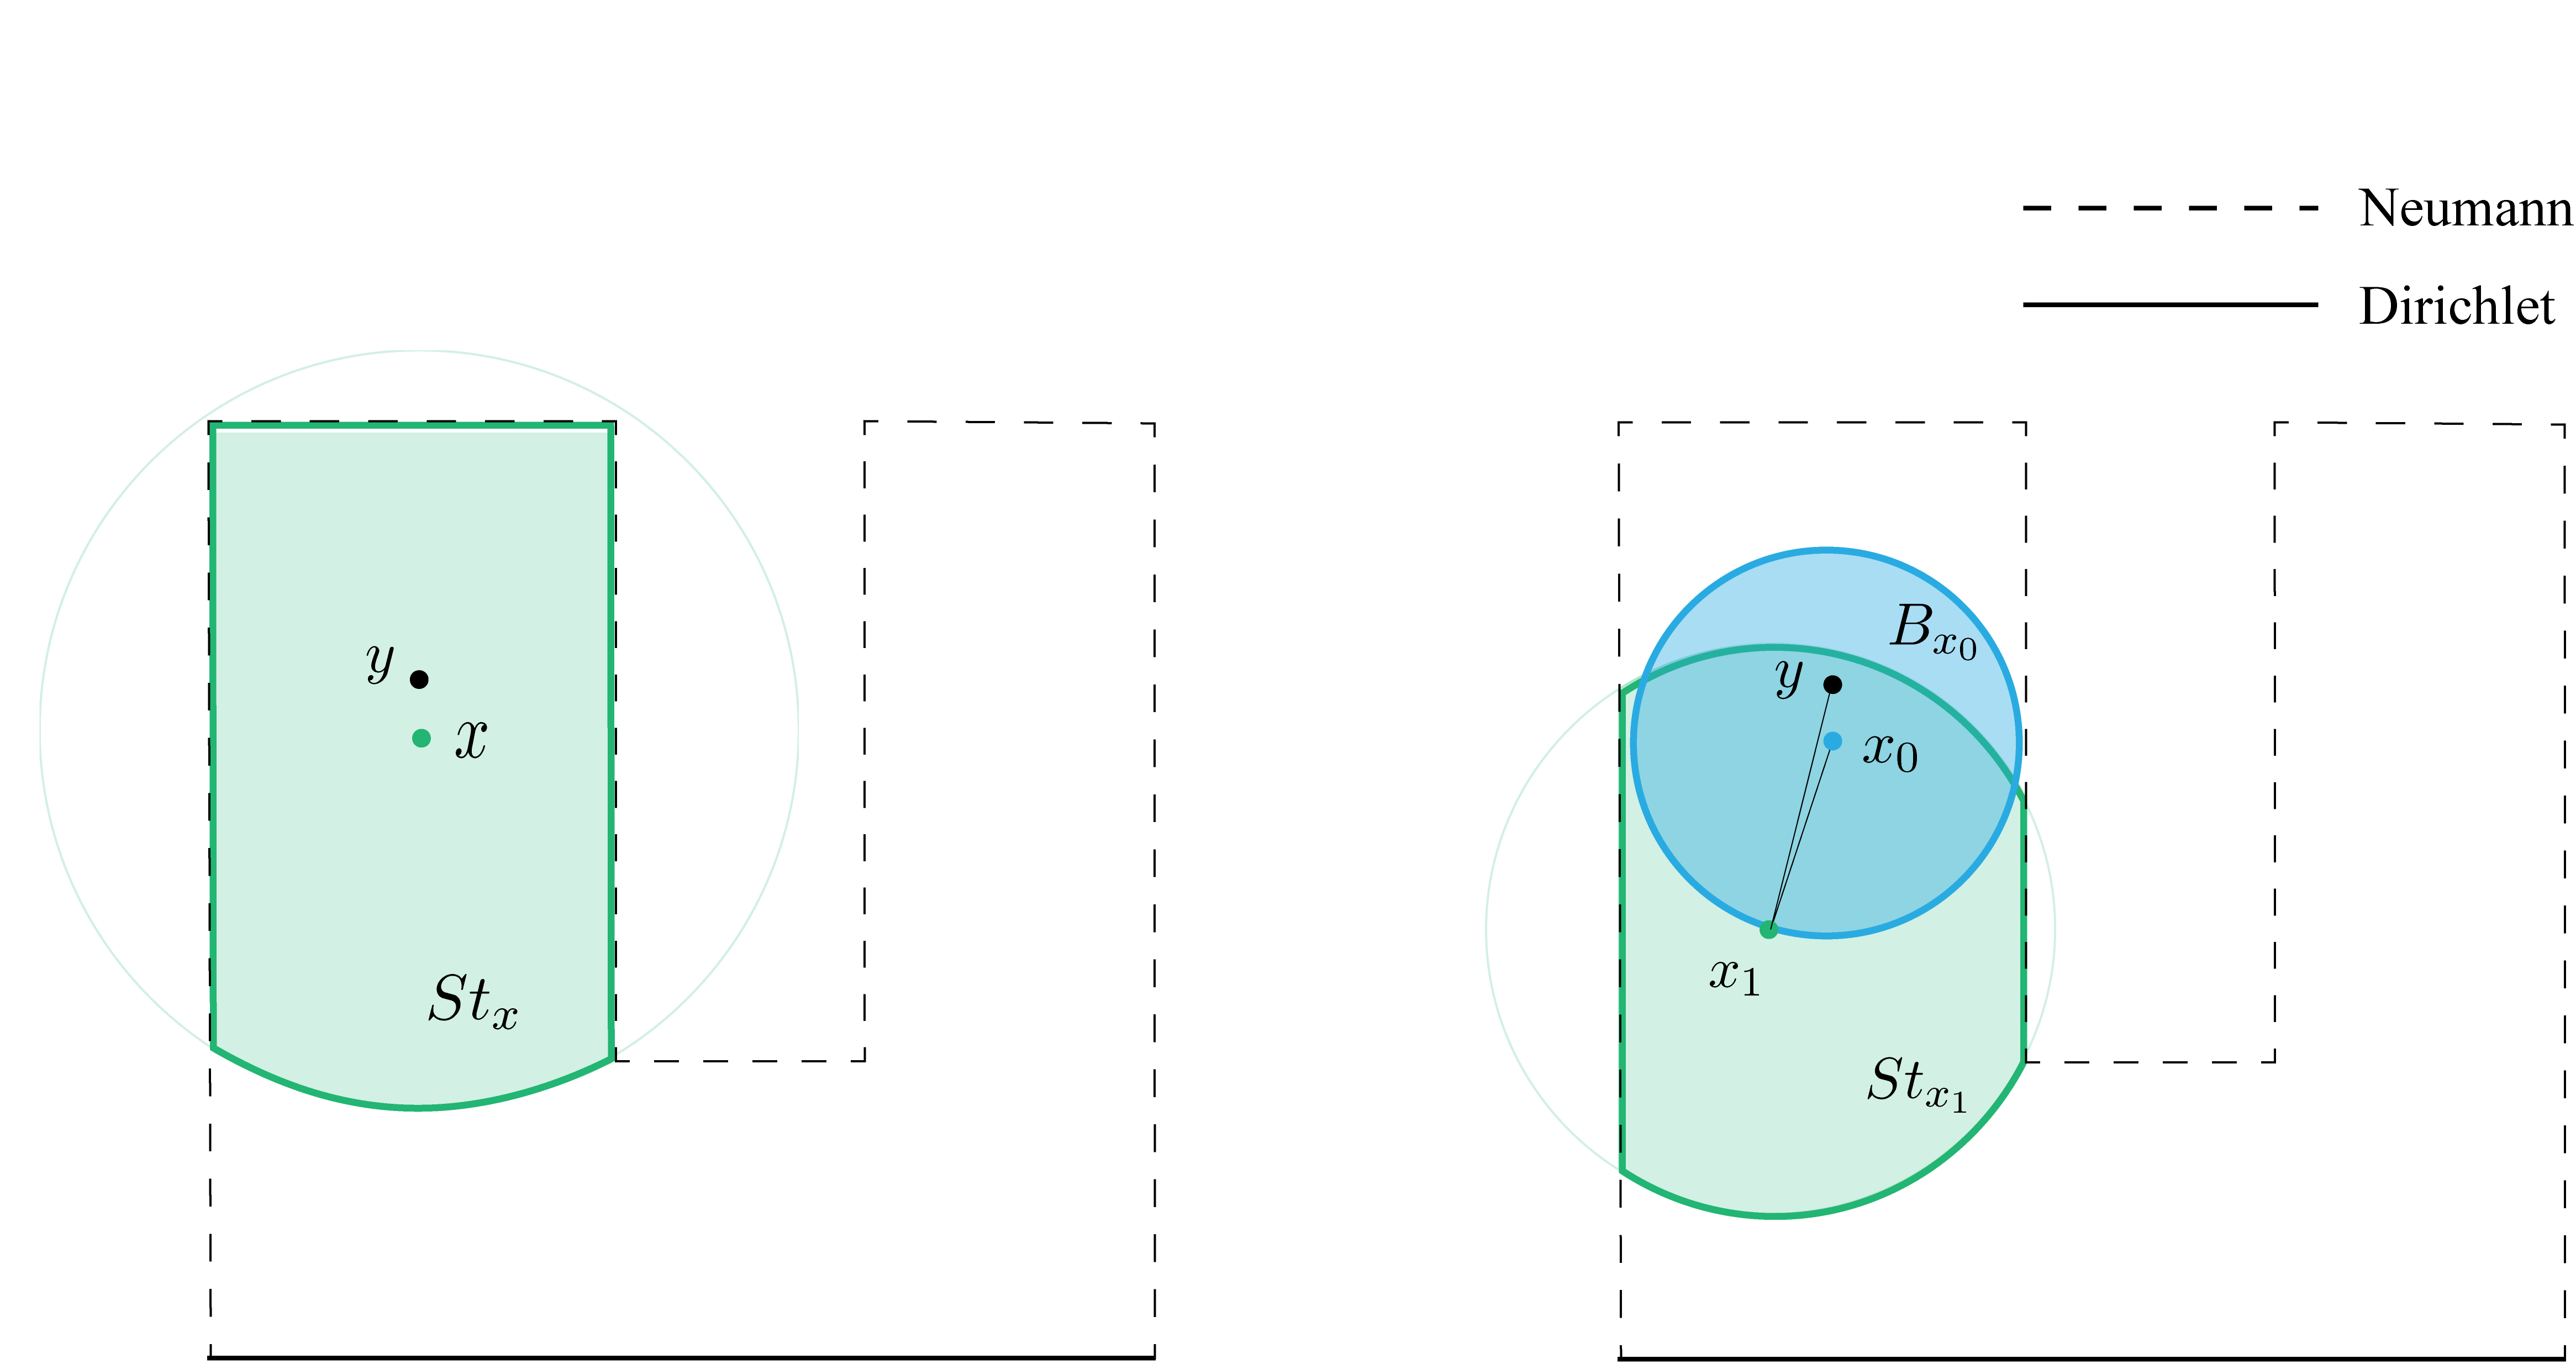 Neumann
Dirichlet
y
x
St_x
B_{x_0}
y
x_0
x_1
St_{x_1}